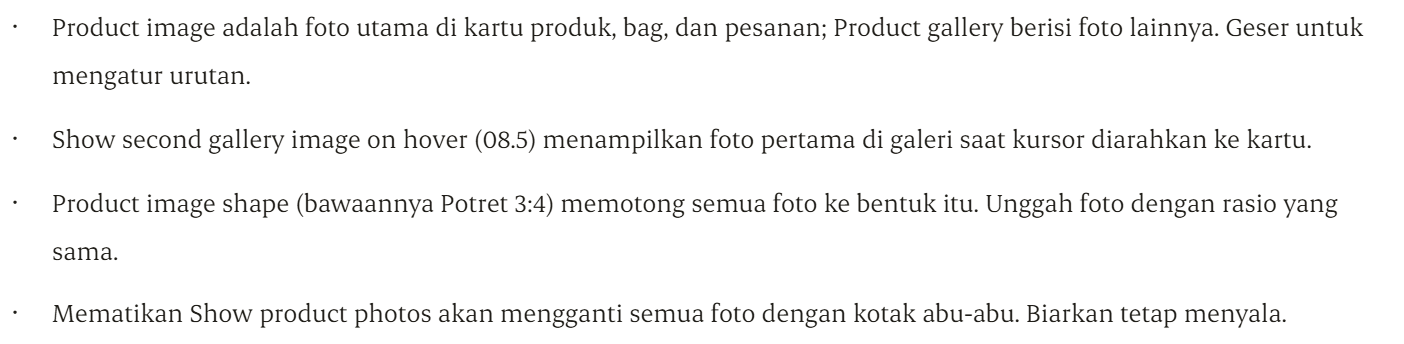 · Product image adalah foto utama di kartu produk, bag, dan pesanan; Product gallery berisi foto lainnya. Geser untuk
mengatur urutan.
· Show second gallery image on hover (08.5) menampilkan foto pertama di galeri saat kursor diarahkan ke kartu.
· Product image shape (bawaannya Potret 3:4) memotong semua foto ke bentuk itu. Unggah foto dengan rasio yang
sama.
· Mematikan Show product photos akan mengganti semua foto dengan kotak abu-abu. Biarkan tetap menyala.